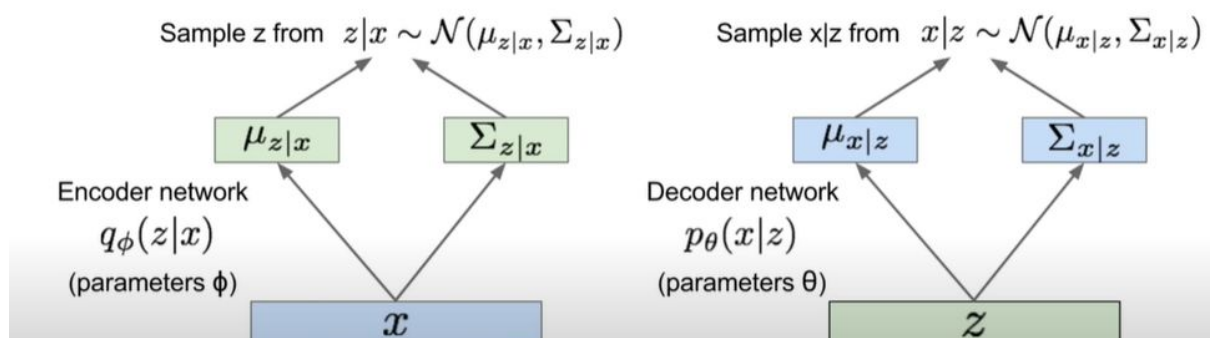 Sample z from z|x ∼ 𝒩(μ_{z|x}, Σ_{z|x})
μ_{z|x}
Σ_{z|x}
Encoder network
q_ϕ(z|x)
(parameters ϕ)
x
Sample x|z from x|z ∼ 𝒩(μ_{x|z}, Σ_{x|z})
μ_{x|z}
Σ_{x|z}
Decoder network
p_θ(x|z)
(parameters θ)
z